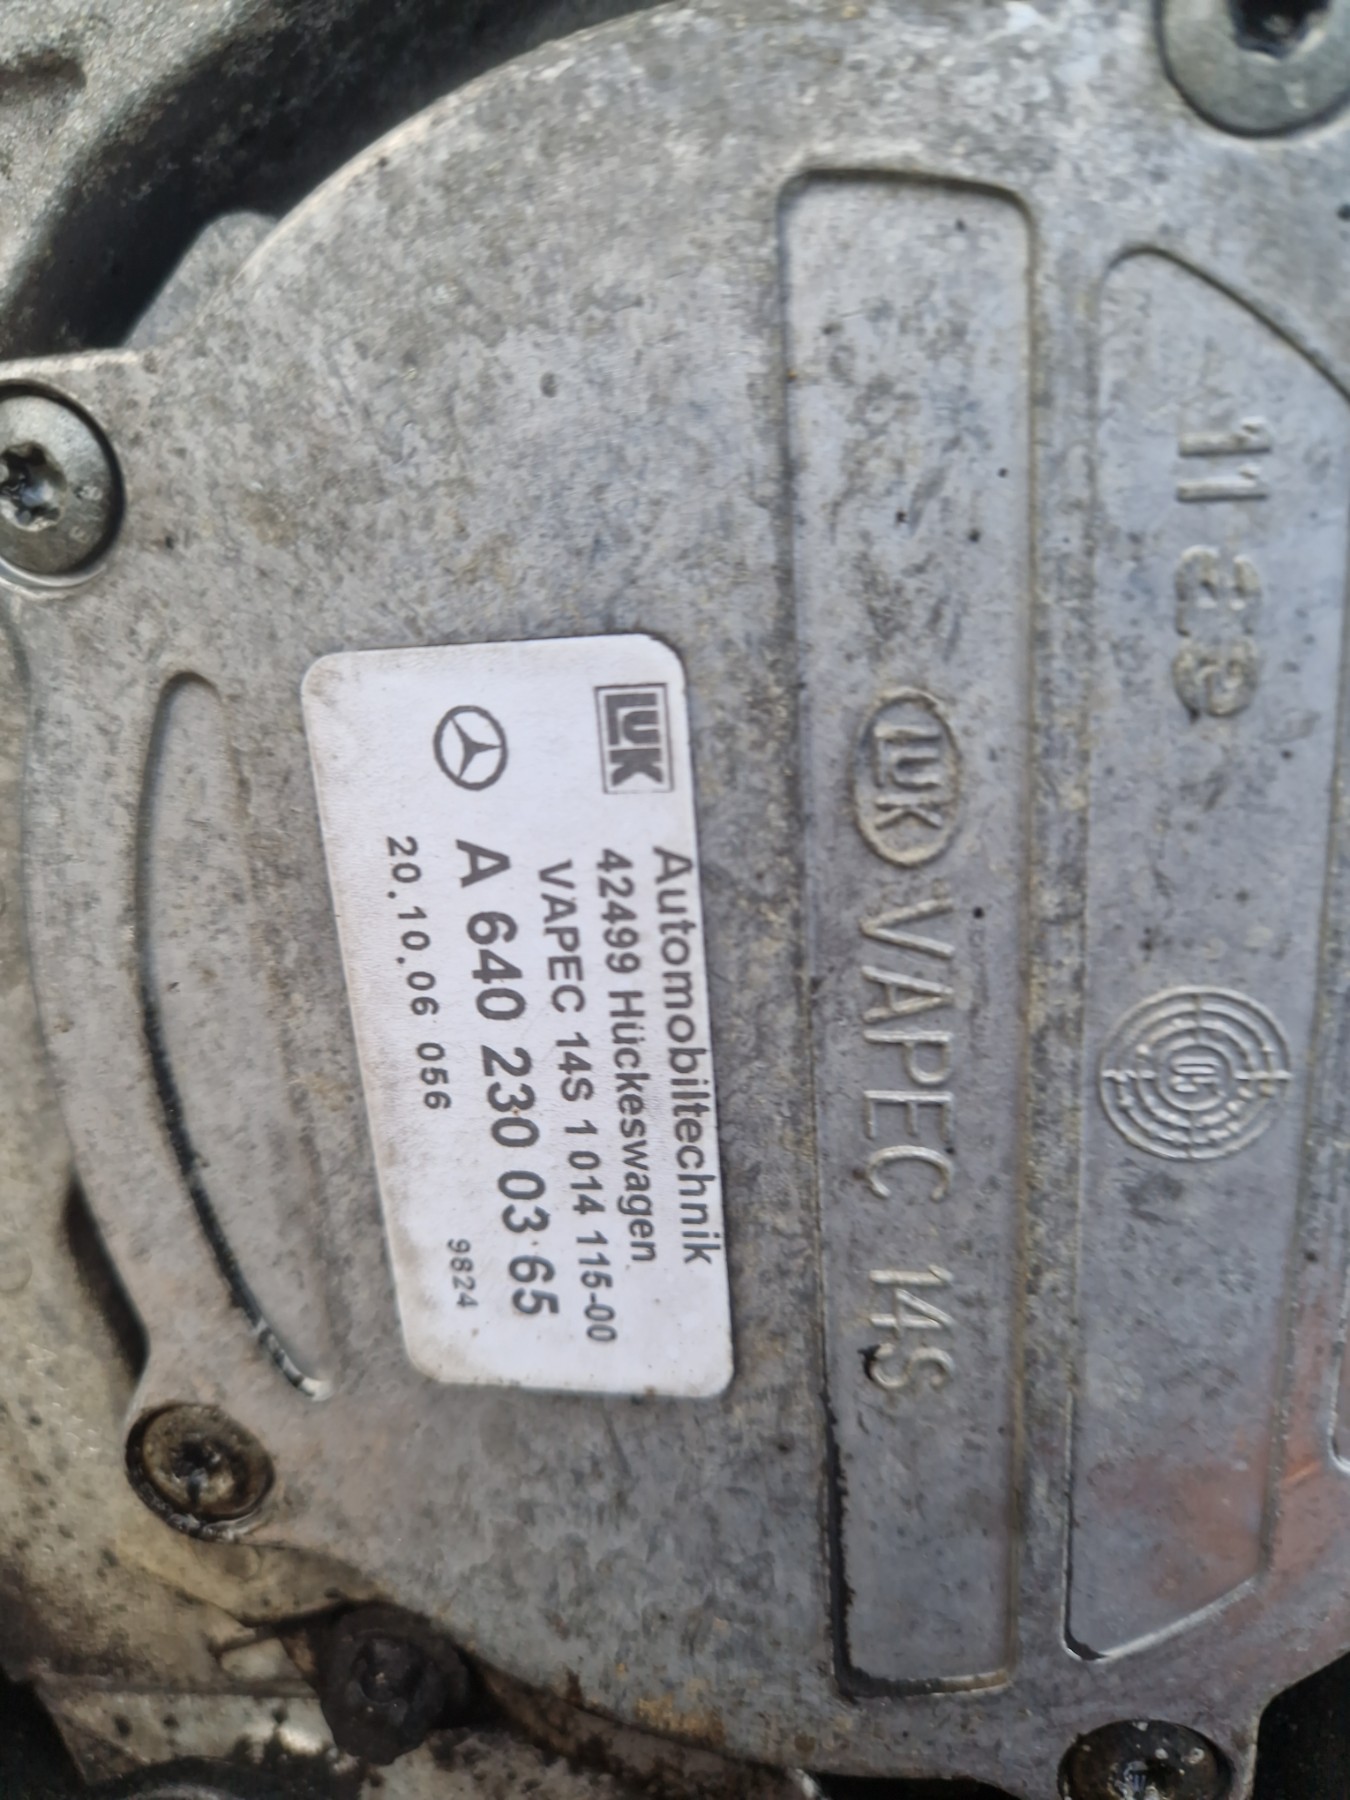 LUK
Automobiltechnik
42499 Hückeswagen
VAPEC 14S 1 014 115-00
A 640 230 03 65
20.10.06 056
9824
LUK VAPEC 14S
11
05